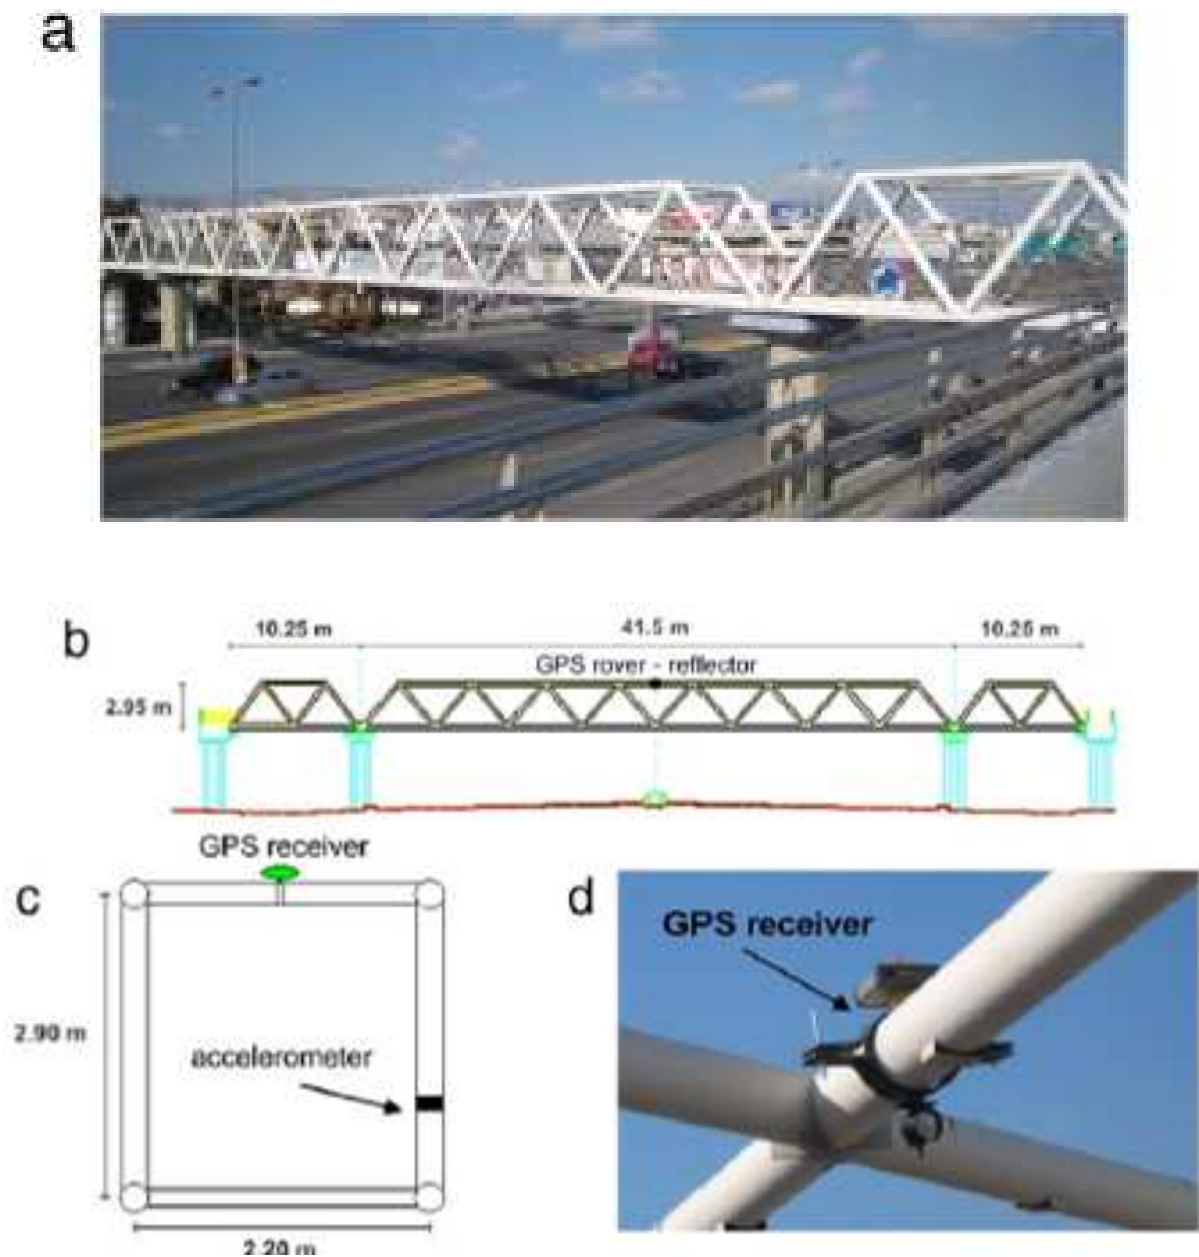 a
b
10.25 m
41.5 m
10.25 m
GPS rover - reflector
2.95 m
GPS receiver
c
2.90 m
accelerometer
2.20 m
d
GPS receiver